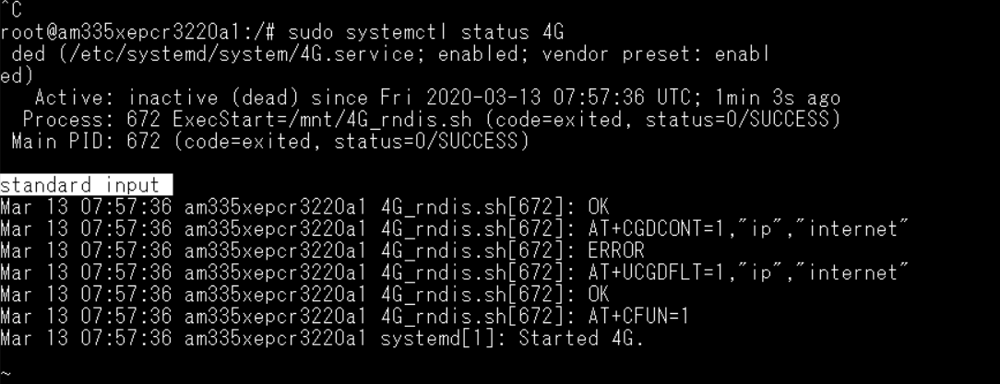 ^C
root@am335xepcr3220a1:/# sudo systemctl status 4G
 ded (/etc/systemd/system/4G.service; enabled; vendor preset: enabl
ed)
   Active: inactive (dead) since Fri 2020-03-13 07:57:36 UTC; 1min 3s ago
  Process: 672 ExecStart=/mnt/4G_rndis.sh (code=exited, status=0/SUCCESS)
 Main PID: 672 (code=exited, status=0/SUCCESS)
standard input
Mar 13 07:57:36 am335xepcr3220a1 4G_rndis.sh[672]: OK
Mar 13 07:57:36 am335xepcr3220a1 4G_rndis.sh[672]: AT+CGDCONT=1,"ip","internet"
Mar 13 07:57:36 am335xepcr3220a1 4G_rndis.sh[672]: ERROR
Mar 13 07:57:36 am335xepcr3220a1 4G_rndis.sh[672]: AT+UCGDFLT=1,"ip","internet"
Mar 13 07:57:36 am335xepcr3220a1 4G_rndis.sh[672]: OK
Mar 13 07:57:36 am335xepcr3220a1 4G_rndis.sh[672]: AT+CFUN=1
Mar 13 07:57:36 am335xepcr3220a1 systemd[1]: Started 4G.
~